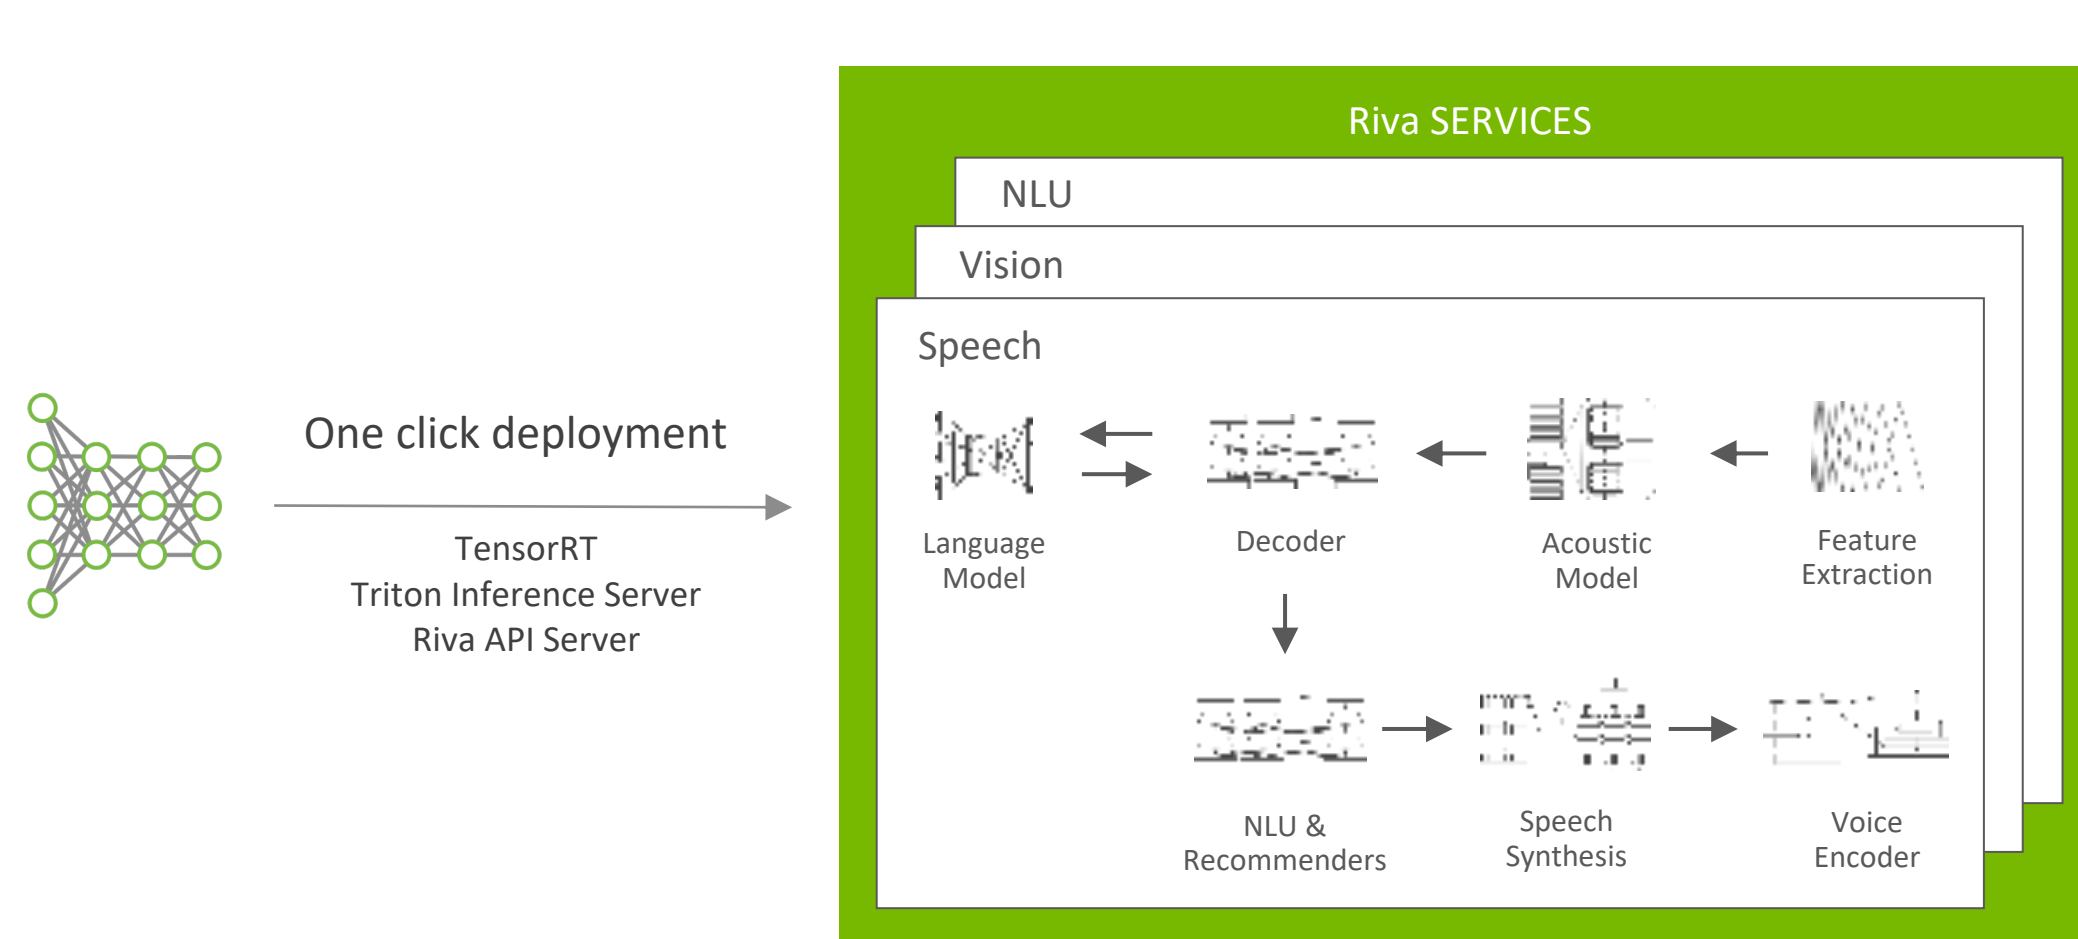 Riva SERVICES
NLU
Vision
Speech
One click deployment
TensorRT
Triton Inference Server
Riva API Server
Language
Model
Decoder
Acoustic
Model
Feature
Extraction
NLU &
Recommenders
Speech
Synthesis
Voice
Encoder